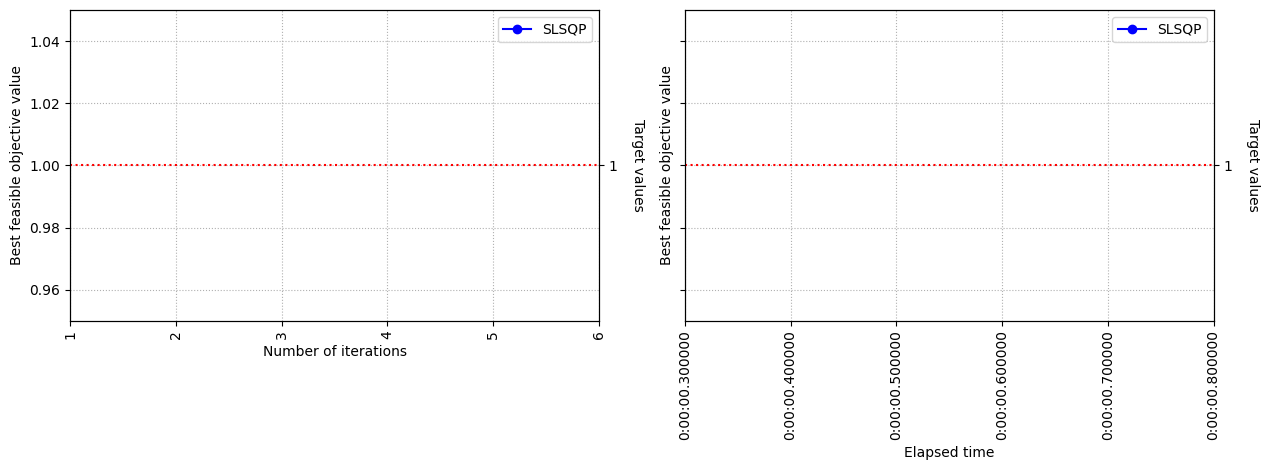 SLSQP
1.04
1.02
1.00
0.98
0.96
Best feasible objective value
1
Target values
1
2
3
4
5
6
Number of iterations
SLSQP
Best feasible objective value
1
Target values
0:00:00.300000
0:00:00.400000
0:00:00.500000
0:00:00.600000
0:00:00.700000
0:00:00.800000
Elapsed time